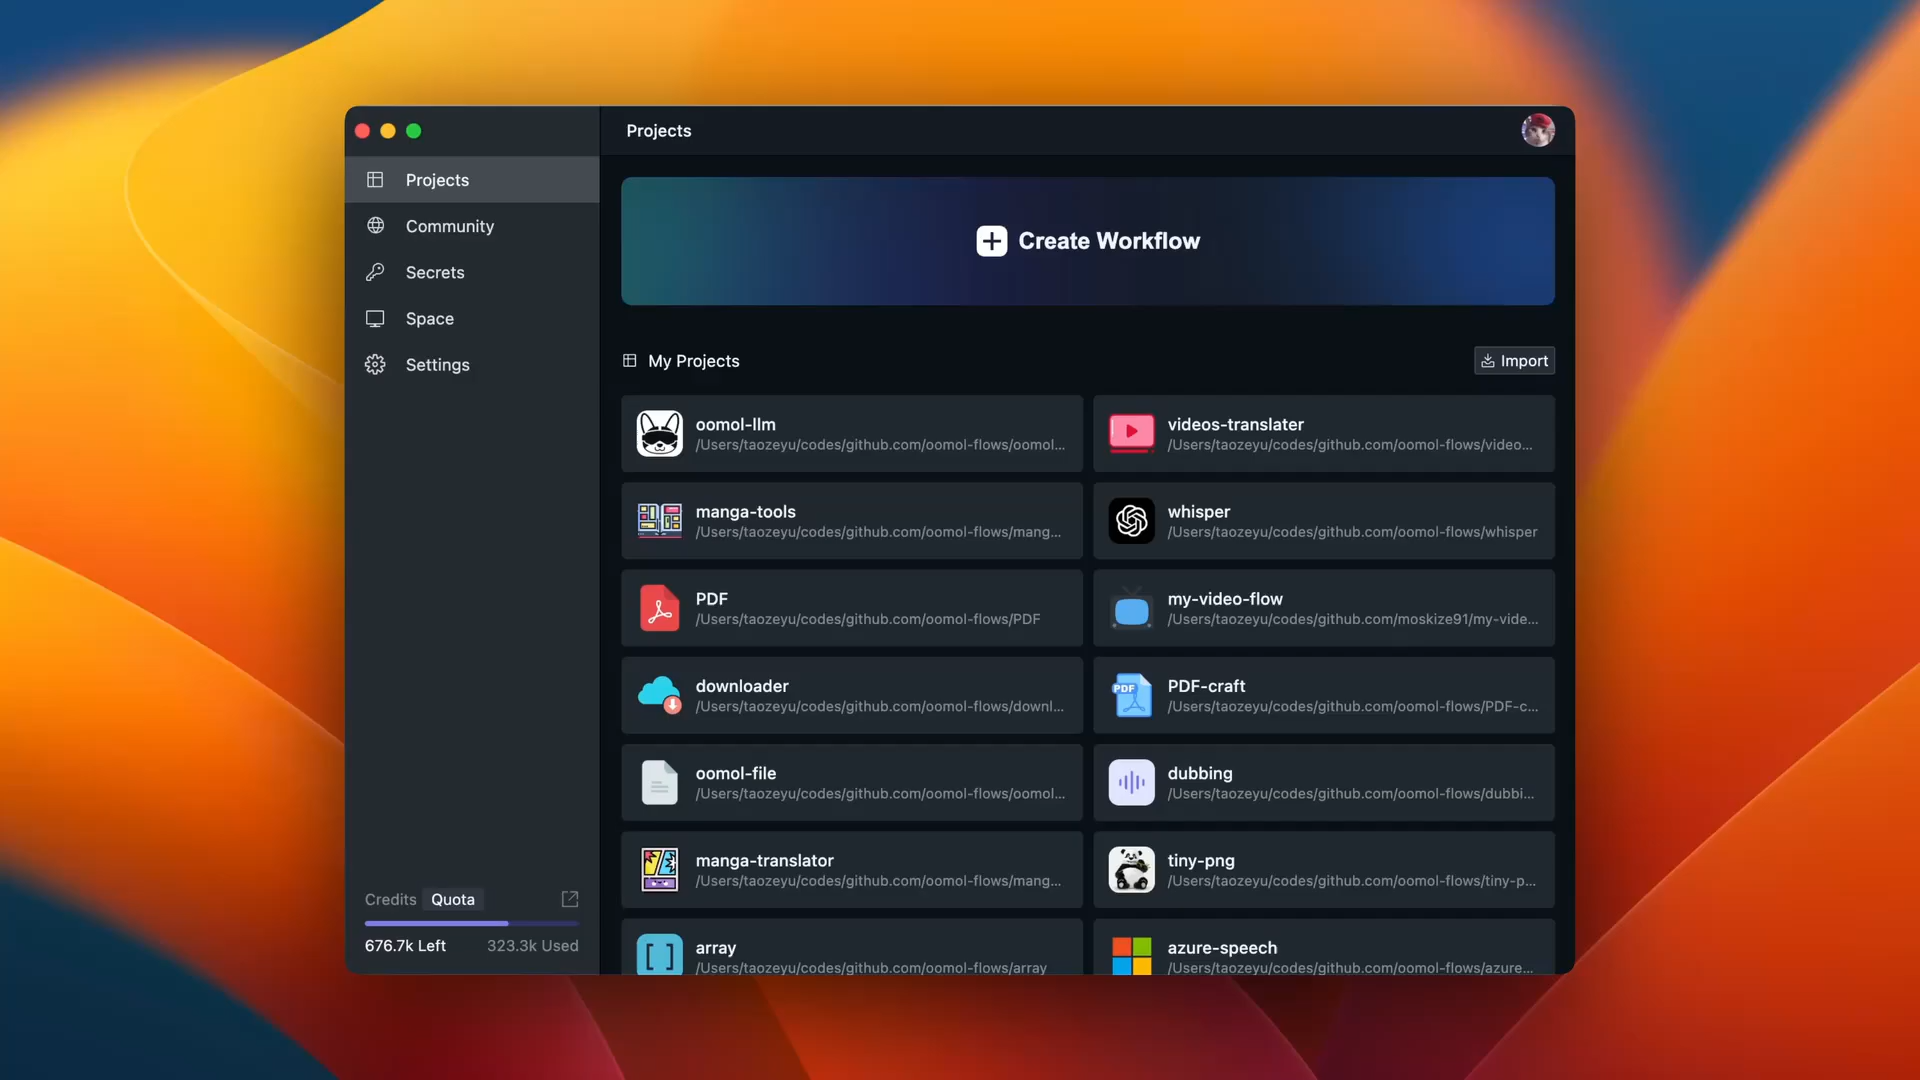 Projects
Projects
Community
Secrets
Space
Settings
Create Workflow
My Projects
Import
oomol-llm
/Users/taozeyu/codes/github.com/oomol-flows/oomol...
videos-translater
/Users/taozeyu/codes/github.com/oomol-flows/video...
manga-tools
/Users/taozeyu/codes/github.com/oomol-flows/mang...
whisper
/Users/taozeyu/codes/github.com/oomol-flows/whisper
PDF
/Users/taozeyu/codes/github.com/oomol-flows/PDF
my-video-flow
/Users/taozeyu/codes/github.com/moskize91/my-vide...
downloader
/Users/taozeyu/codes/github.com/oomol-flows/downl...
PDF
PDF-craft
/Users/taozeyu/codes/github.com/oomol-flows/PDF-c...
oomol-file
/Users/taozeyu/codes/github.com/oomol-flows/oomol...
dubbing
/Users/taozeyu/codes/github.com/oomol-flows/dubbi...
manga-translator
/Users/taozeyu/codes/github.com/oomol-flows/mang...
tiny-png
/Users/taozeyu/codes/github.com/oomol-flows/tiny-p...
array
/Users/taozeyu/codes/github.com/oomol-flows/array
azure-speech
/Users/taozeyu/codes/github.com/oomol-flows/azure...
Credits Quota
676.7k Left 323.3k Used